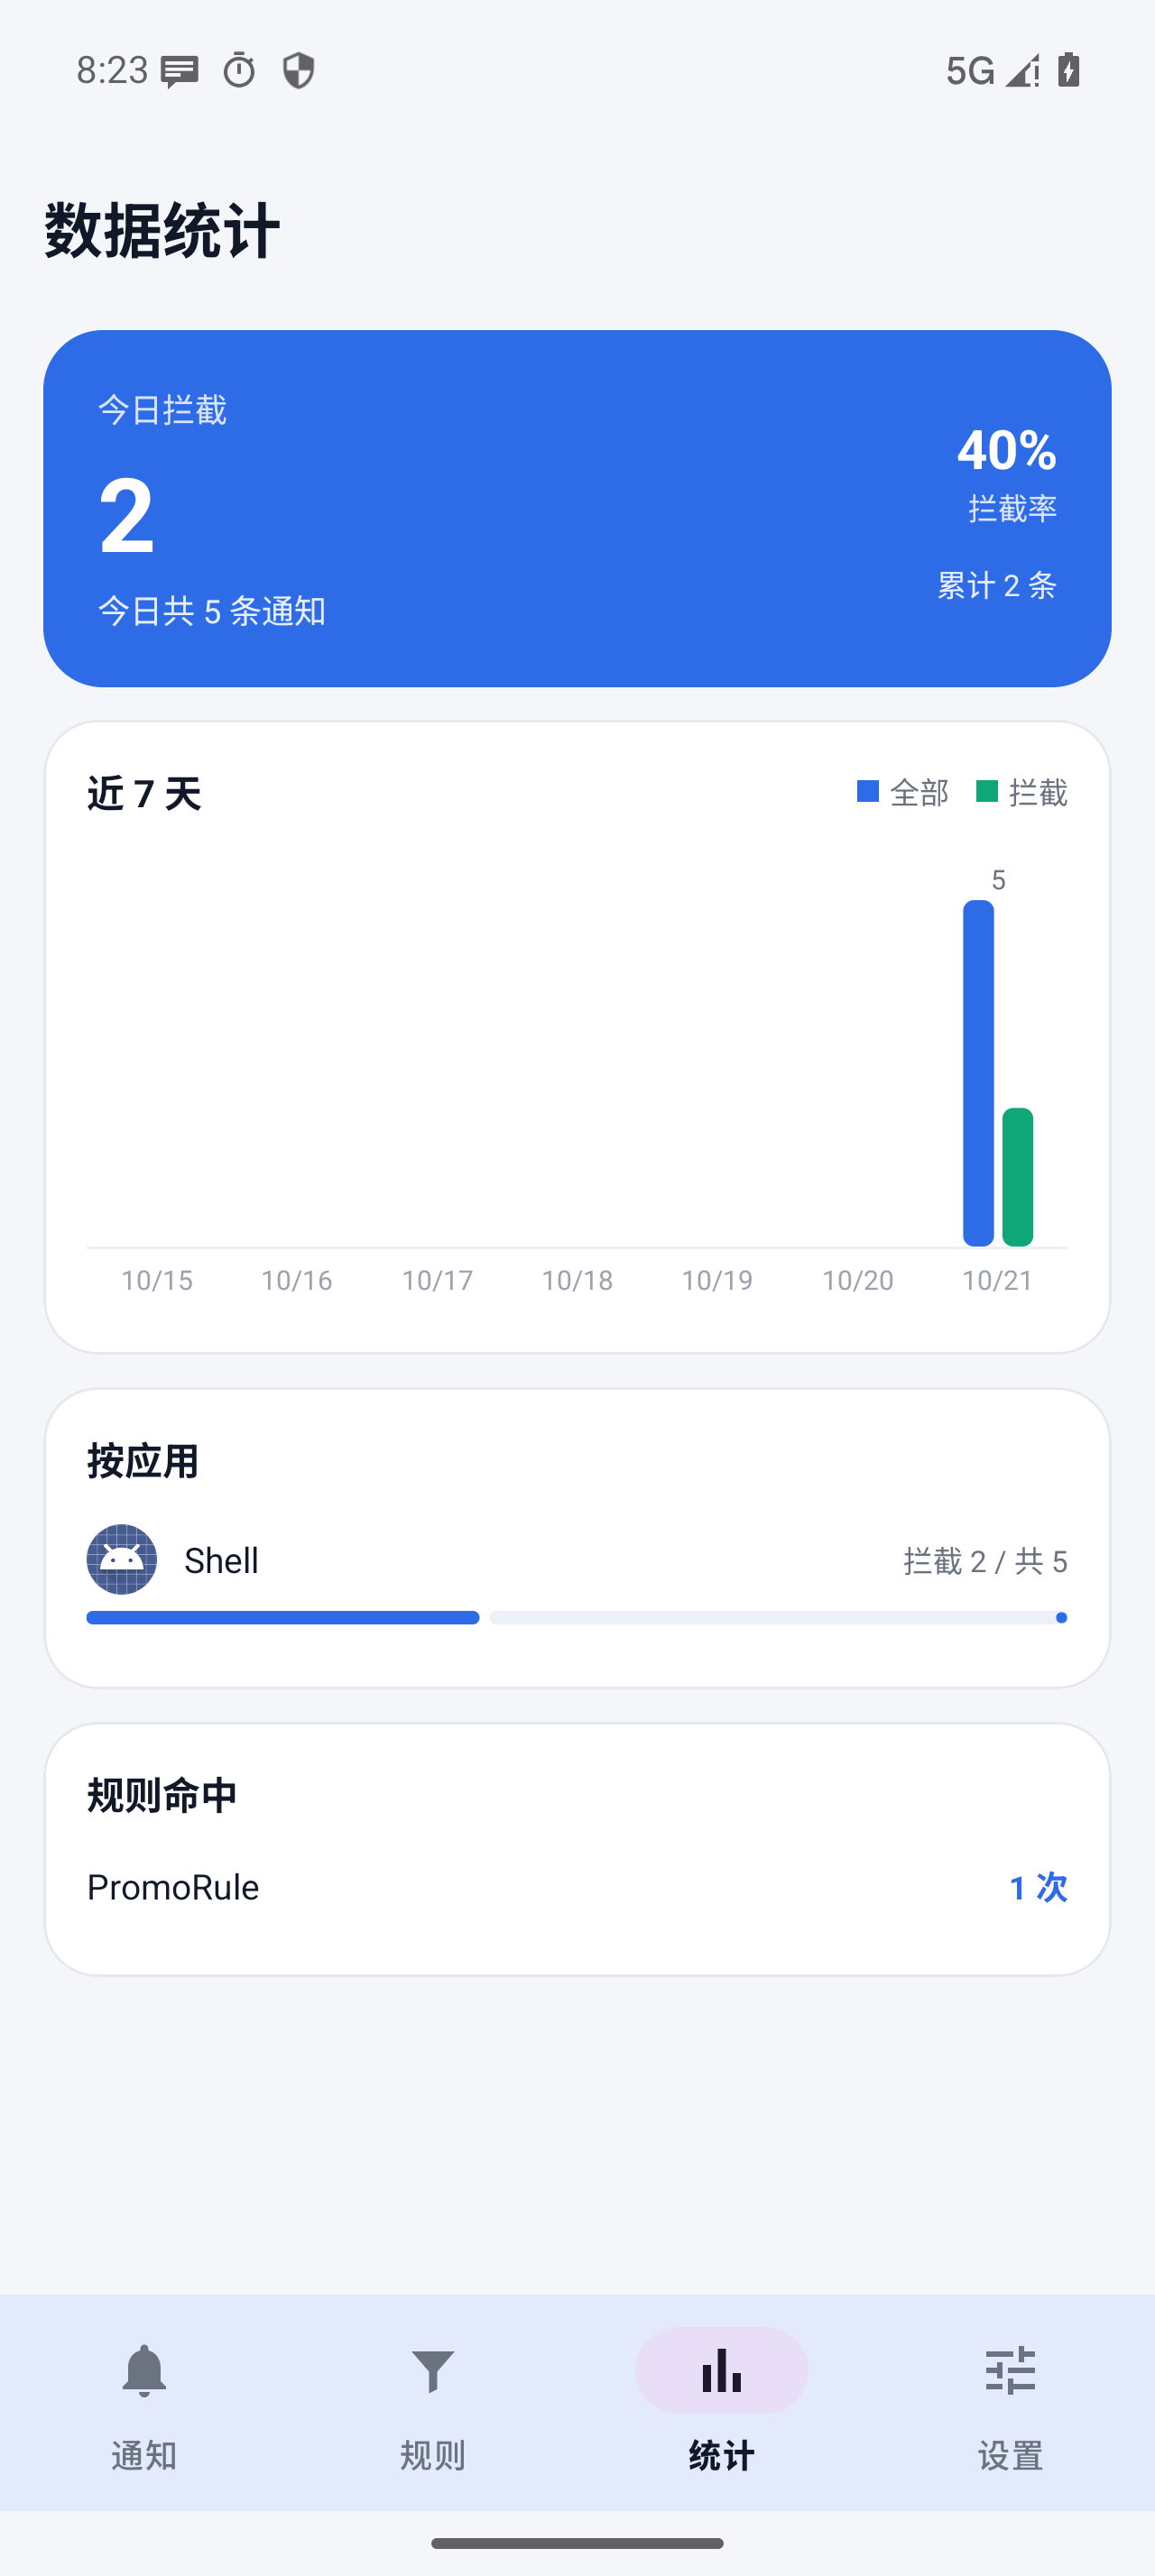 8:23
5G
数据统计
今日拦截
2
今日共 5 条通知
40%
拦截率
累计 2 条
近 7 天
全部 拦截
5
10/15 10/16 10/17 10/18 10/19 10/20 10/21
按应用
Shell 拦截 2 / 共 5
规则命中
PromoRule 1 次
通知 规则 统计 设置